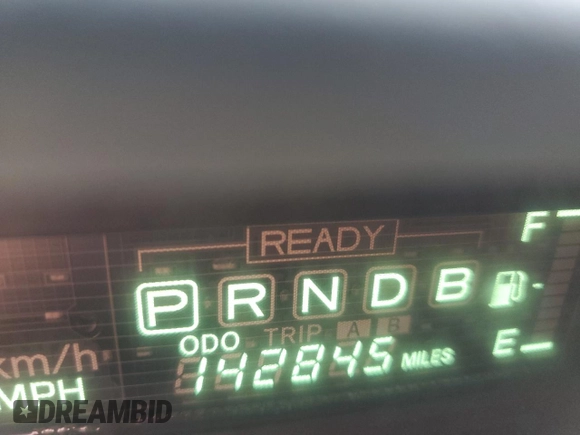 READY
F
P R N D B
ODO TRIP A B
km/h
142845 MILES
E
MPH
DREAMBID